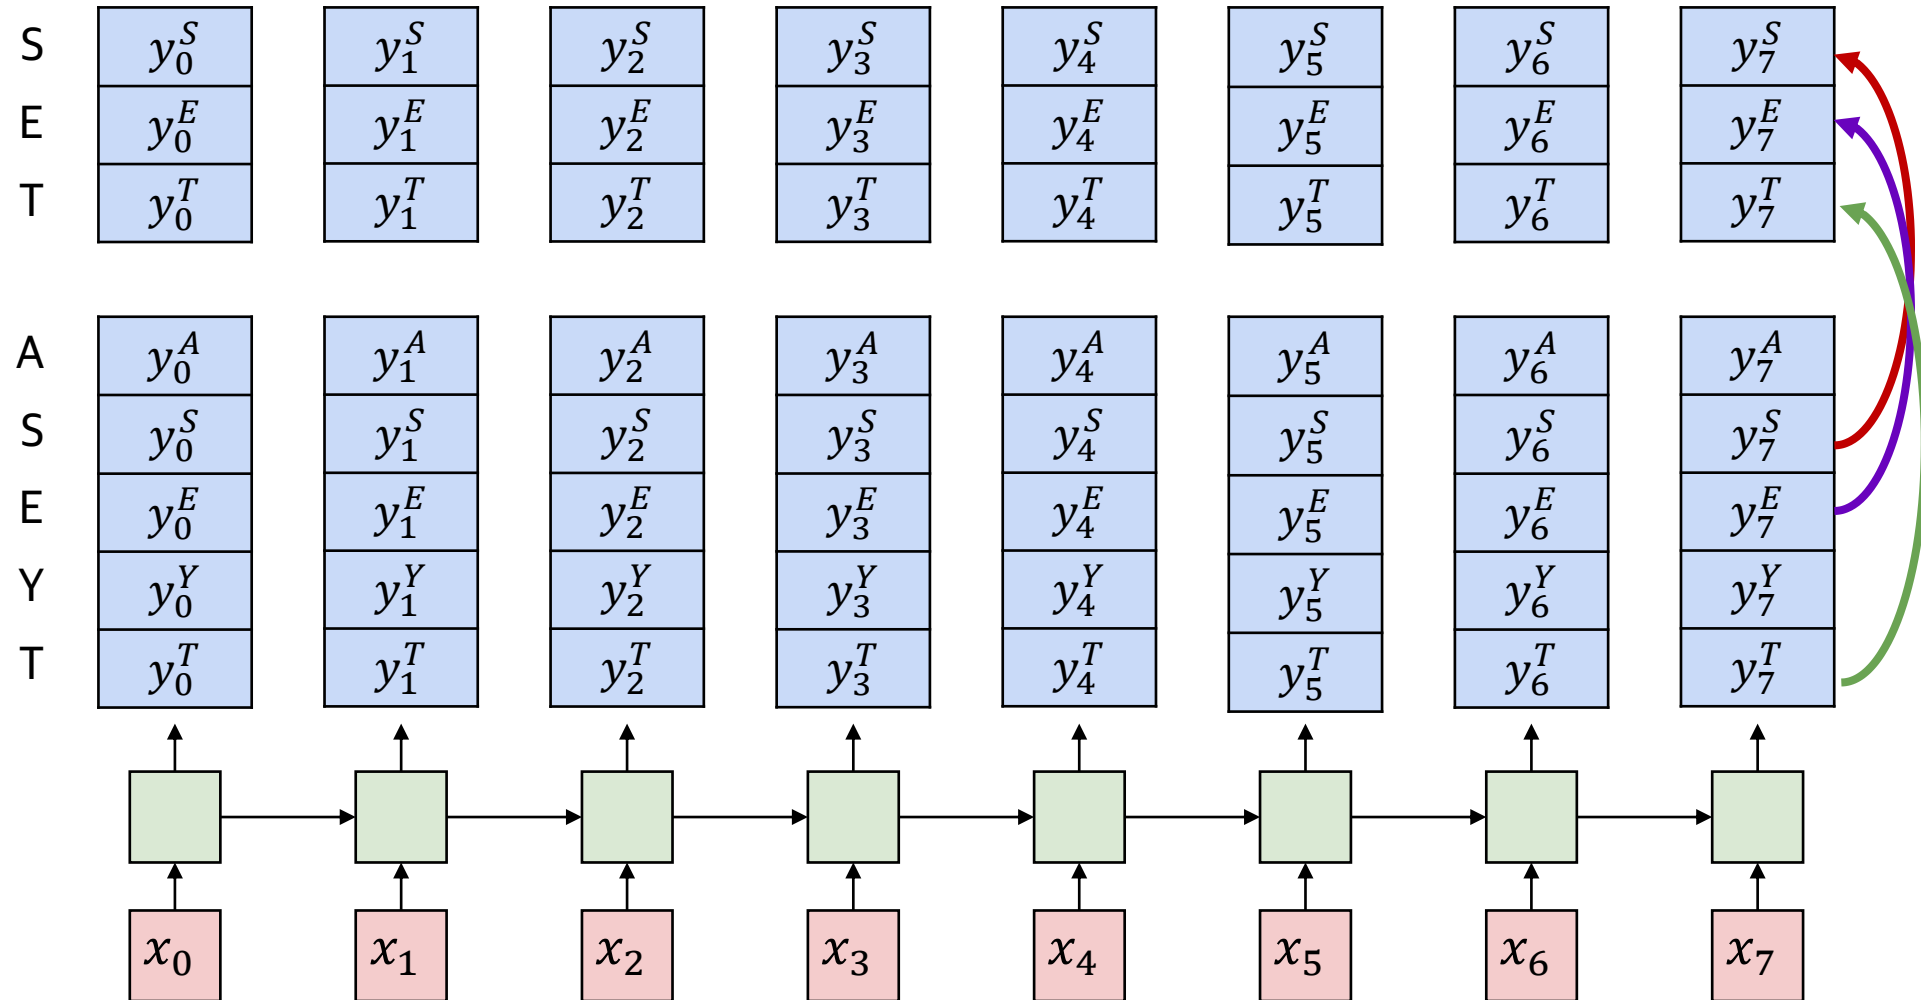 S y_0^S y_1^S y_2^S y_3^S y_4^S y_5^S y_6^S y_7^S
E y_0^E y_1^E y_2^E y_3^E y_4^E y_5^E y_6^E y_7^E
T y_0^T y_1^T y_2^T y_3^T y_4^T y_5^T y_6^T y_7^T
A y_0^A y_1^A y_2^A y_3^A y_4^A y_5^A y_6^A y_7^A
S y_0^S y_1^S y_2^S y_3^S y_4^S y_5^S y_6^S y_7^S
E y_0^E y_1^E y_2^E y_3^E y_4^E y_5^E y_6^E y_7^E
Y y_0^Y y_1^Y y_2^Y y_3^Y y_4^Y y_5^Y y_6^Y y_7^Y
T y_0^T y_1^T y_2^T y_3^T y_4^T y_5^T y_6^T y_7^T
x_0 x_1 x_2 x_3 x_4 x_5 x_6 x_7